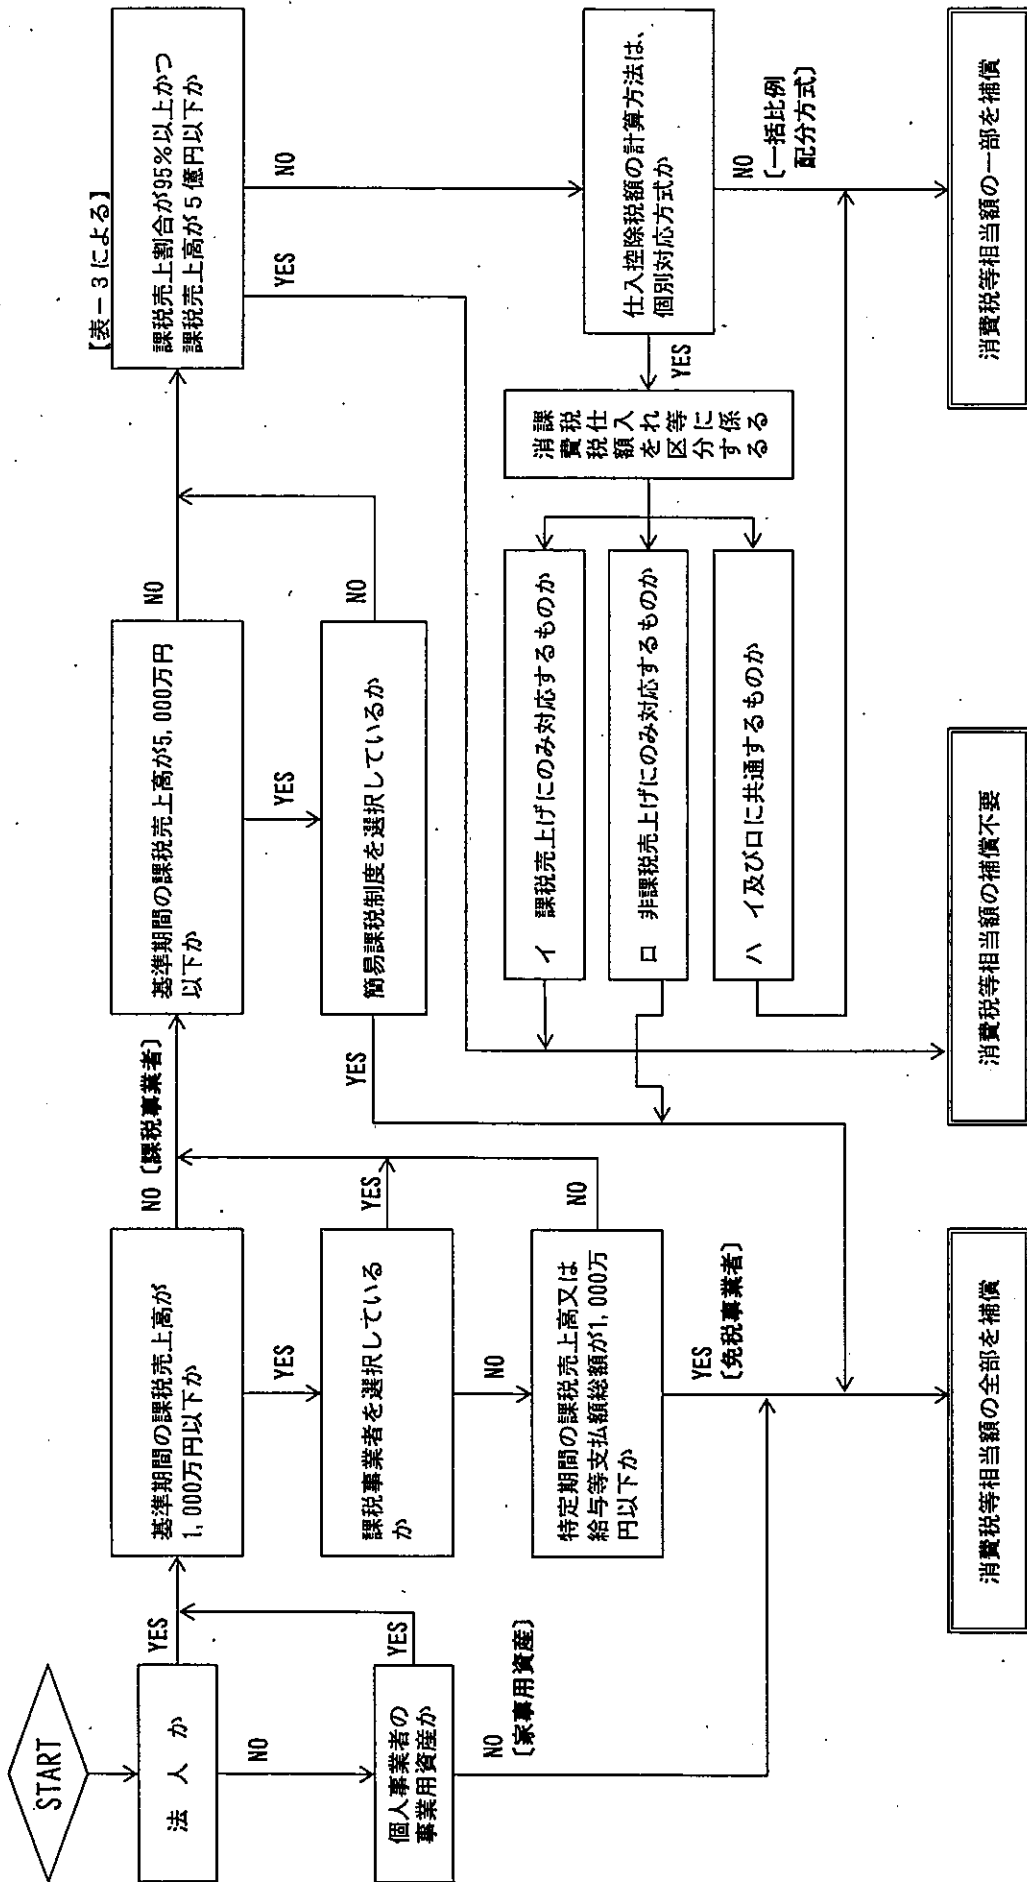 START
法 人 か
YES
NO
個人事業者の
事業用資産か
YES
NO
〔家事用資産〕
基準期間の課税売上高が
1,000万円以下か
NO〔課税事業者〕
YES
課税事業者を選択している
か
YES
NO
特定期間の課税売上高又は
給与等支払額総額が1,000万
円以下か
NO
YES
〔免税事業者〕
基準期間の課税売上高が5,000万円
以下か
NO
YES
簡易課税制度を選択しているか
NO
YES
【表－3による】
課税売上割合が95%以上かつ
課税売上高が5億円以下か
NO
YES
仕入控除税額の計算方法は、
個別対応方式か
YES
NO
〔一括比例
配分方式〕
課税仕入れ等に係る
消費税額を区分する
イ 課税売上げにのみ対応するものか
ロ 非課税売上げにのみ対応するものか
ハ イ及びロに共通するものか
消費税等相当額の全部を補償
消費税等相当額の補償不要
消費税等相当額の一部を補償